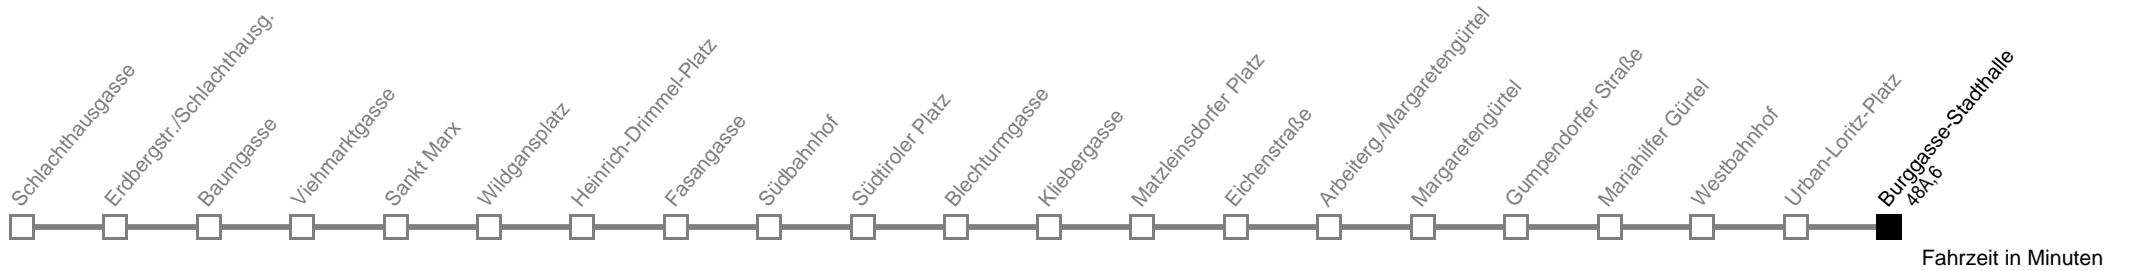 Schlachthausgasse
Erdbergstr./Schlachthausg.
Baumgasse
Viehmarktgasse
Sankt Marx
Wildgansplatz
Heinrich-Drimmel-Platz
Fasangasse
Südbahnhof
Südtiroler Platz
Blechturmgasse
Kliebergasse
Matzleinsdorfer Platz
Eichenstraße
Arbeiterg./Margaretengürtel
Margaretengürtel
Gumpendorfer Straße
Mariahilfer Gürtel
Westbahnhof
Urban-Loritz-Platz
Burggasse-Stadthalle
48A,6
Fahrzeit in Minuten